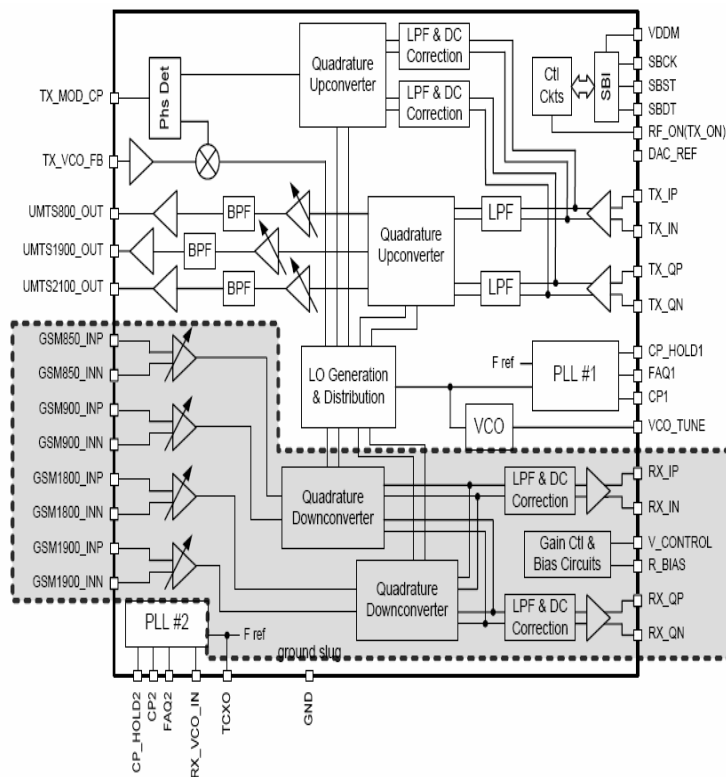 VDDM
SBCK
SBST
SBDT
RF_ON(TX_ON)
DAC_REF
TX_IP
TX_IN
TX_QP
TX_QN
CP_HOLD1
FAQ1
CP1
VCO_TUNE
RX_IP
RX_IN
V_CONTROL
R_BIAS
RX_QP
RX_QN
TX_MOD_CP
TX_VCO_FB
UMTS800_OUT
UMTS1900_OUT
UMTS2100_OUT
GSM850_INP
GSM850_INN
GSM900_INP
GSM900_INN
GSM1800_INP
GSM1800_INN
GSM1900_INP
GSM1900_INN
Phs Det
Quadrature
Upconverter
LPF & DC
Correction
LPF & DC
Correction
Ctl
Ckts
SBI
BPF
BPF
BPF
Quadrature
Upconverter
LPF
LPF
LO Generation
& Distribution
F ref
PLL #1
VCO
Quadrature
Downconverter
LPF & DC
Correction
Gain Ctl &
Bias Circuits
Quadrature
Downconverter
LPF & DC
Correction
PLL #2
F ref
ground slug
CP_HOLD2
CP2
FAQ2
RX_VCO_IN
TCXO
GND